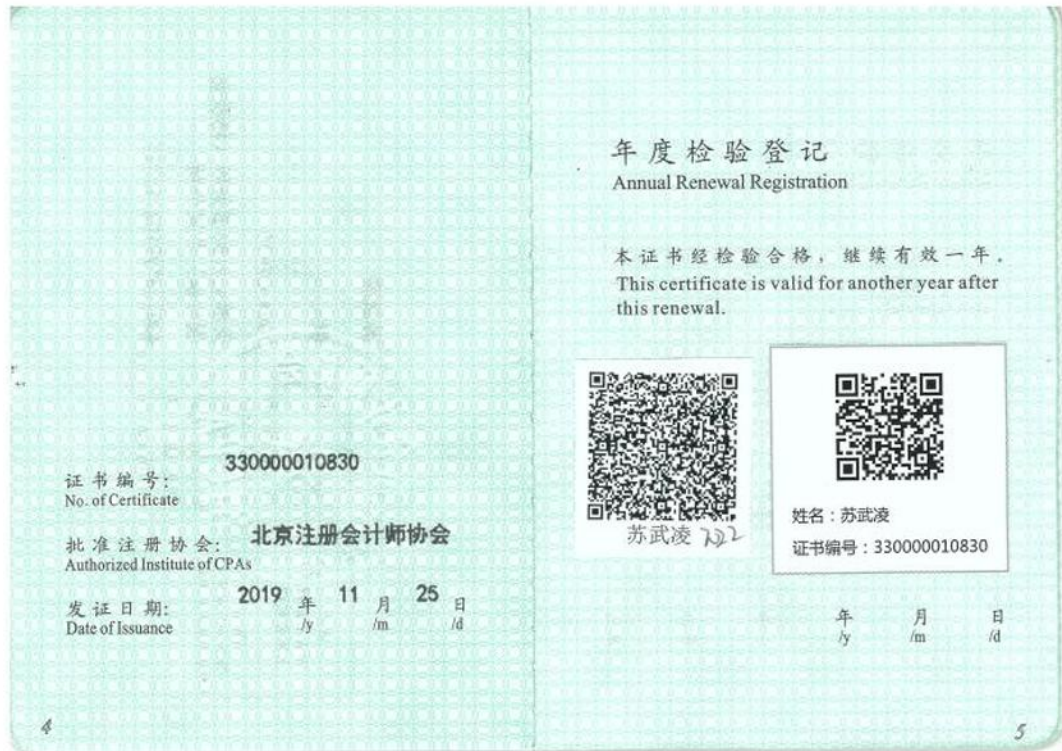 330000010830
证书编号:
No. of Certificate
批准注册协会: 北京注册会计师协会
Authorized Institute of CPAs
发证日期: 2019 年 11 月 25 日
Date of Issuance /y /m /d
4
年度检验登记
Annual Renewal Registration
本证书经检验合格，继续有效一年。
This certificate is valid for another year after
this renewal.
苏武凌 2022
姓名：苏武凌
证书编号：330000010830
年 月 日
/y /m /d
5